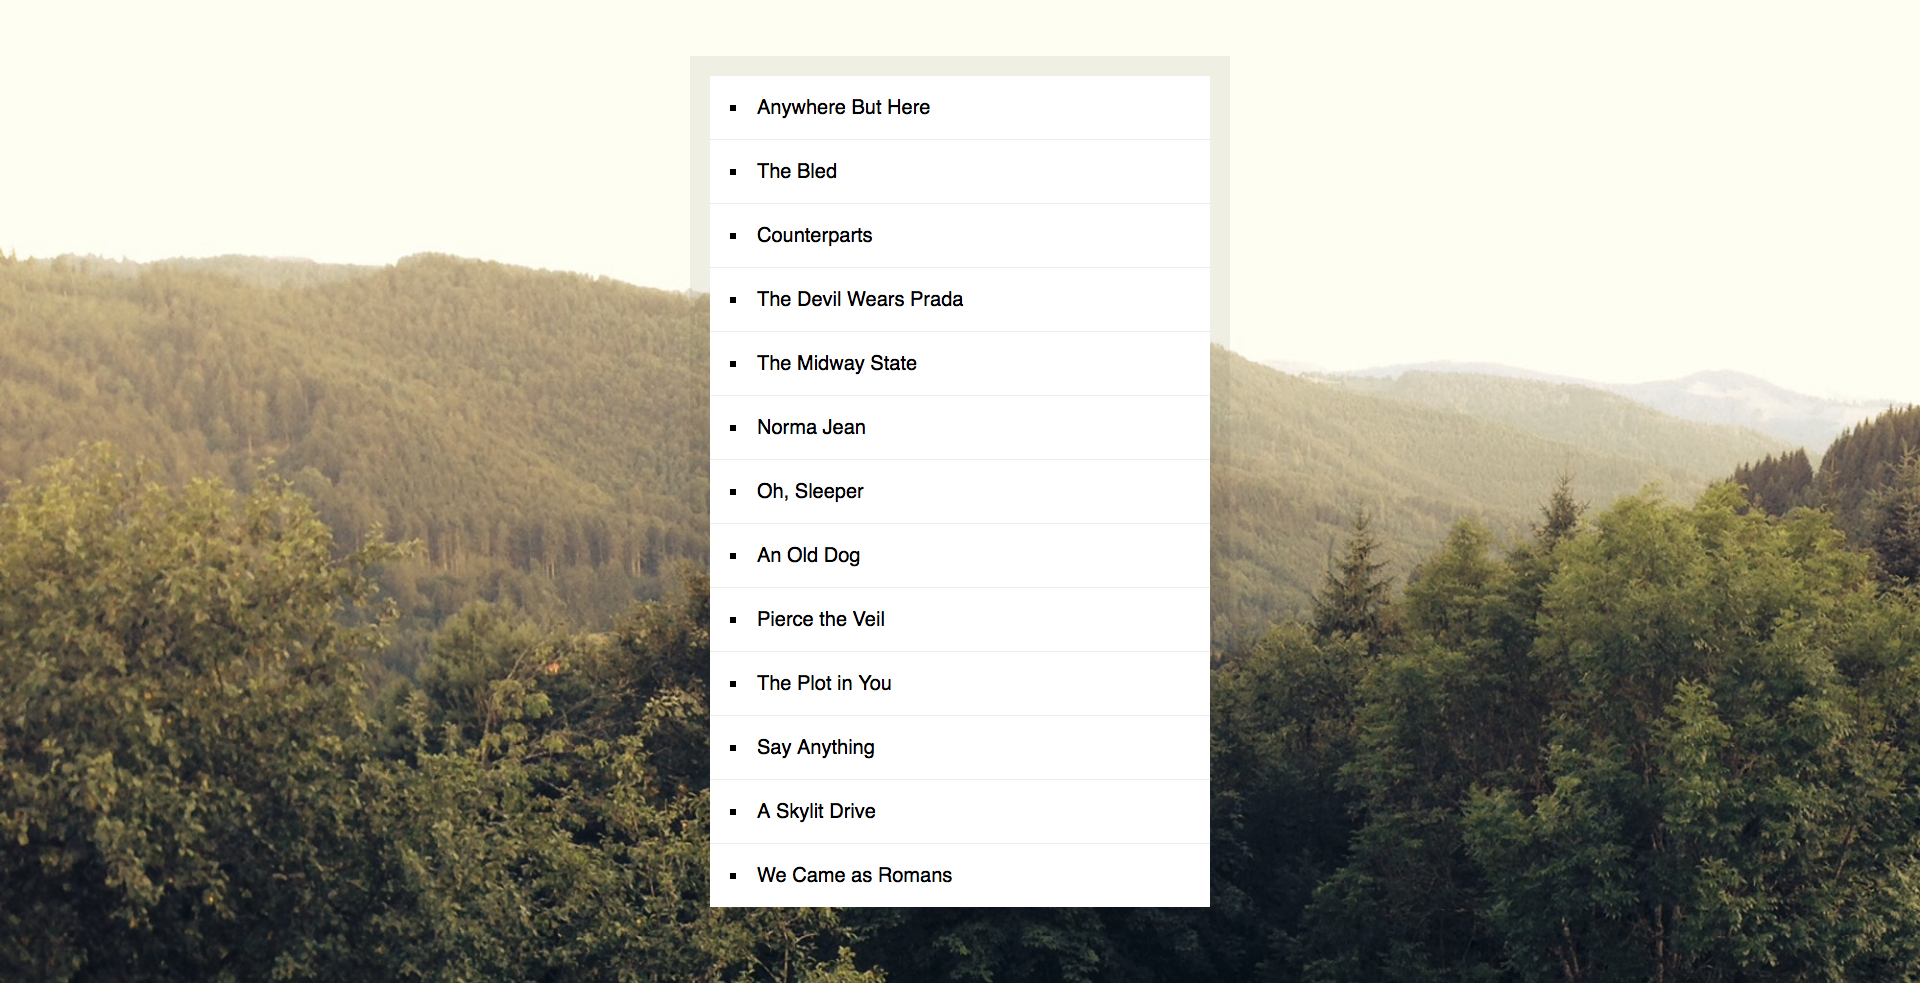 Anywhere But Here
The Bled
Counterparts
The Devil Wears Prada
The Midway State
Norma Jean
Oh, Sleeper
An Old Dog
Pierce the Veil
The Plot in You
Say Anything
A Skylit Drive
We Came as Romans